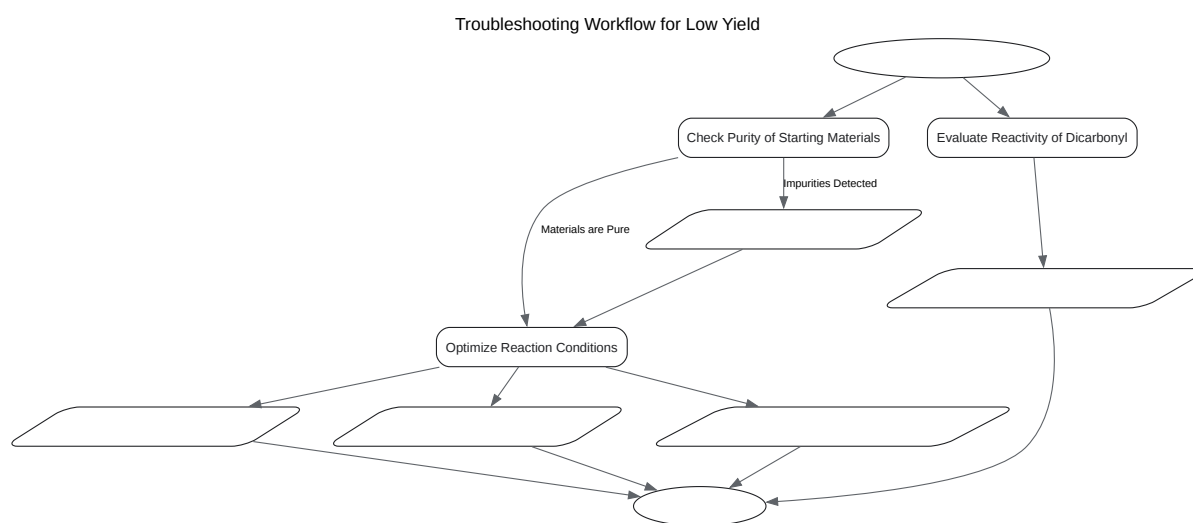 Troubleshooting Workflow for Low Yield
Check Purity of Starting Materials
Evaluate Reactivity of Dicarbonyl
Impurities Detected
Materials are Pure
Optimize Reaction Conditions